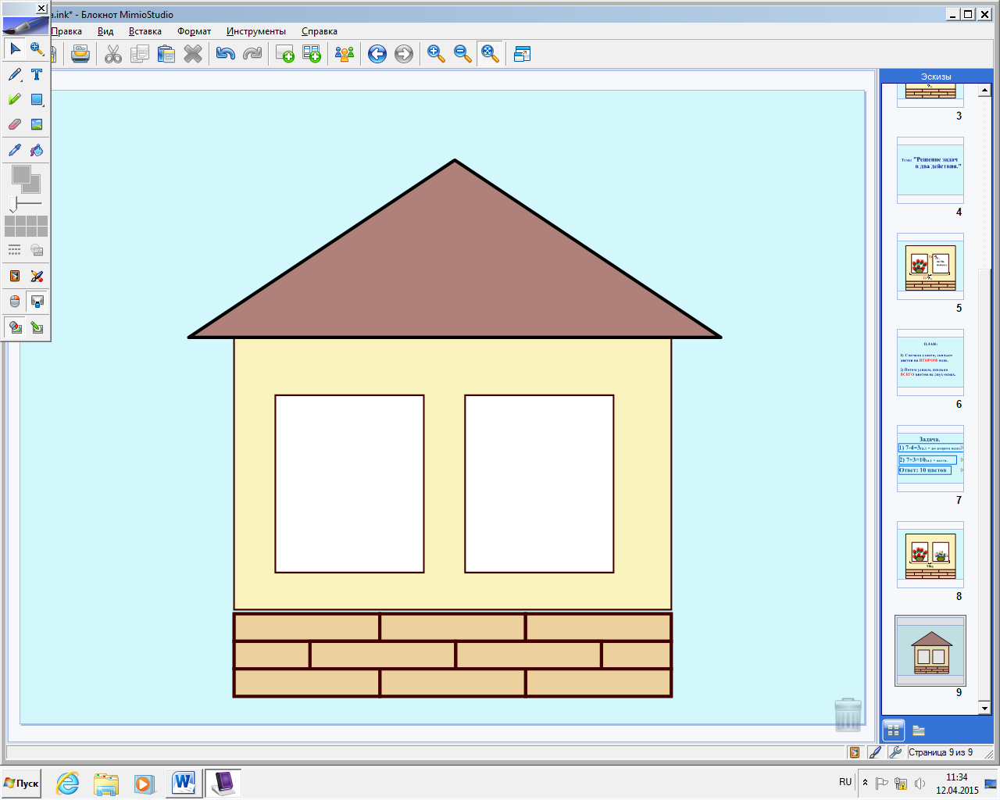 a.ink* - Блокнот MimioStudio
Правка Вид Вставка Формат Инструменты Справка
Эскизы
3
Тема: "Решение задач
в два действия."
4
5
ПЛАН:
1) Сначала узнаем, сколько
цветов на ВТОРОМ окне.
2) Потом узнаем, сколько
ВСЕГО цветов на двух окнах.
6
Задача.
1) 7-4=3(ц.) - на втором окне.
2) 7+3=10(ц.) - всего.
Ответ: 10 цветов
7
8
9
Страница 9 из 9
Пуск
RU
11:34
12.04.2015